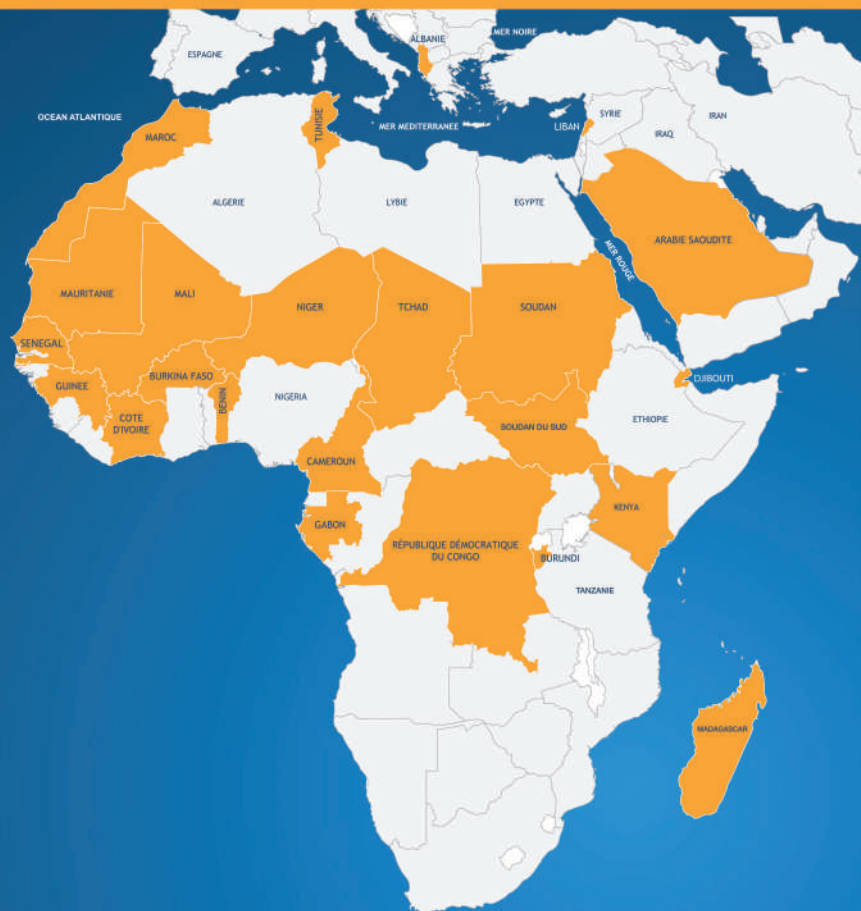 MER NOIRE
ALBANIE
ESPAGNE
SYRIE
IRAN
OCEAN ATLANTIQUE
MER MEDITERRANEE
LIBAN
IRAQ
TUNISIE
MAROC
ALGERIE
LYBIE
EGYPTE
ARABIE SAOUDITE
MER ROUGE
MAURITANIE
MALI
NIGER
TCHAD
SOUDAN
SENEGAL
BURKINA FASO
DJIBOUTI
GUINEE
BENIN
NIGERIA
COTE
D'IVOIRE
ETHIOPIE
SOUDAN DU SUD
CAMEROUN
KENYA
GABON
RÉPUBLIQUE DÉMOCRATIQUE
DU CONGO
BURUNDI
TANZANIE
MADAGASCAR